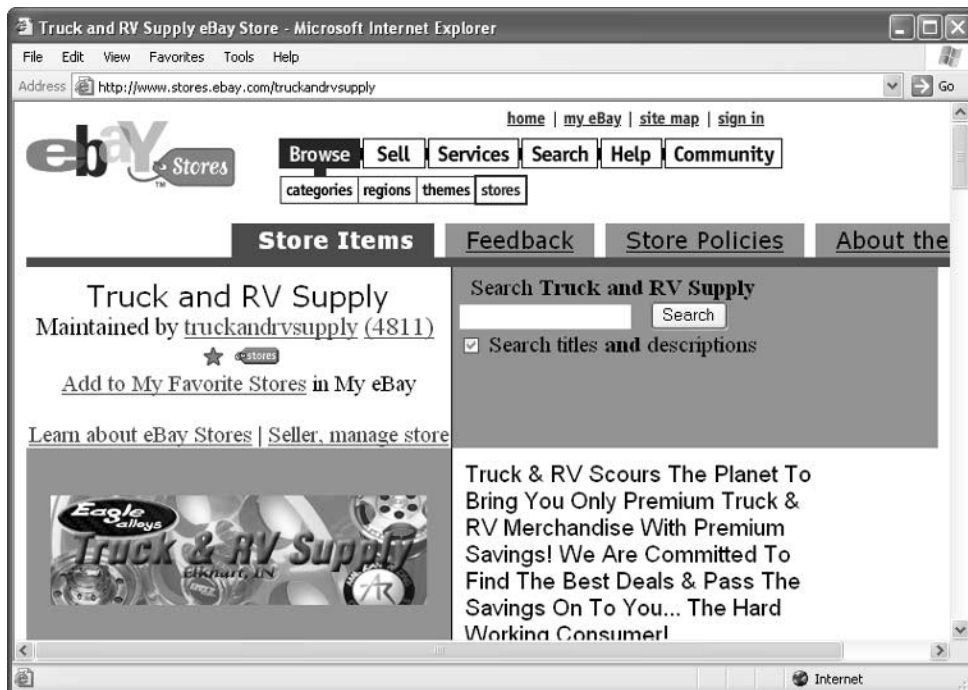 Truck and RV Supply eBay Store - Microsoft Internet Explorer
File Edit View Favorites Tools Help
Address http://www.stores.ebay.com/truckandrvsupply Go
home | my eBay | site map | sign in
ebay Stores
TM
Browse Sell Services Search Help Community
categories regions themes stores
Store Items Feedback Store Policies About the
Truck and RV Supply
Maintained by truckandrvsupply (4811)
stores
Add to My Favorite Stores in My eBay
Learn about eBay Stores | Seller, manage store
Search Truck and RV Supply
Search
Search titles and descriptions
Eagle
alloys
Truck & RV Supply
Elkhart, IN
AR
Truck & RV Scours The Planet To
Bring You Only Premium Truck &
RV Merchandise With Premium
Savings! We Are Committed To
Find The Best Deals & Pass The
Savings On To You... The Hard
Working Consumer!
Internet